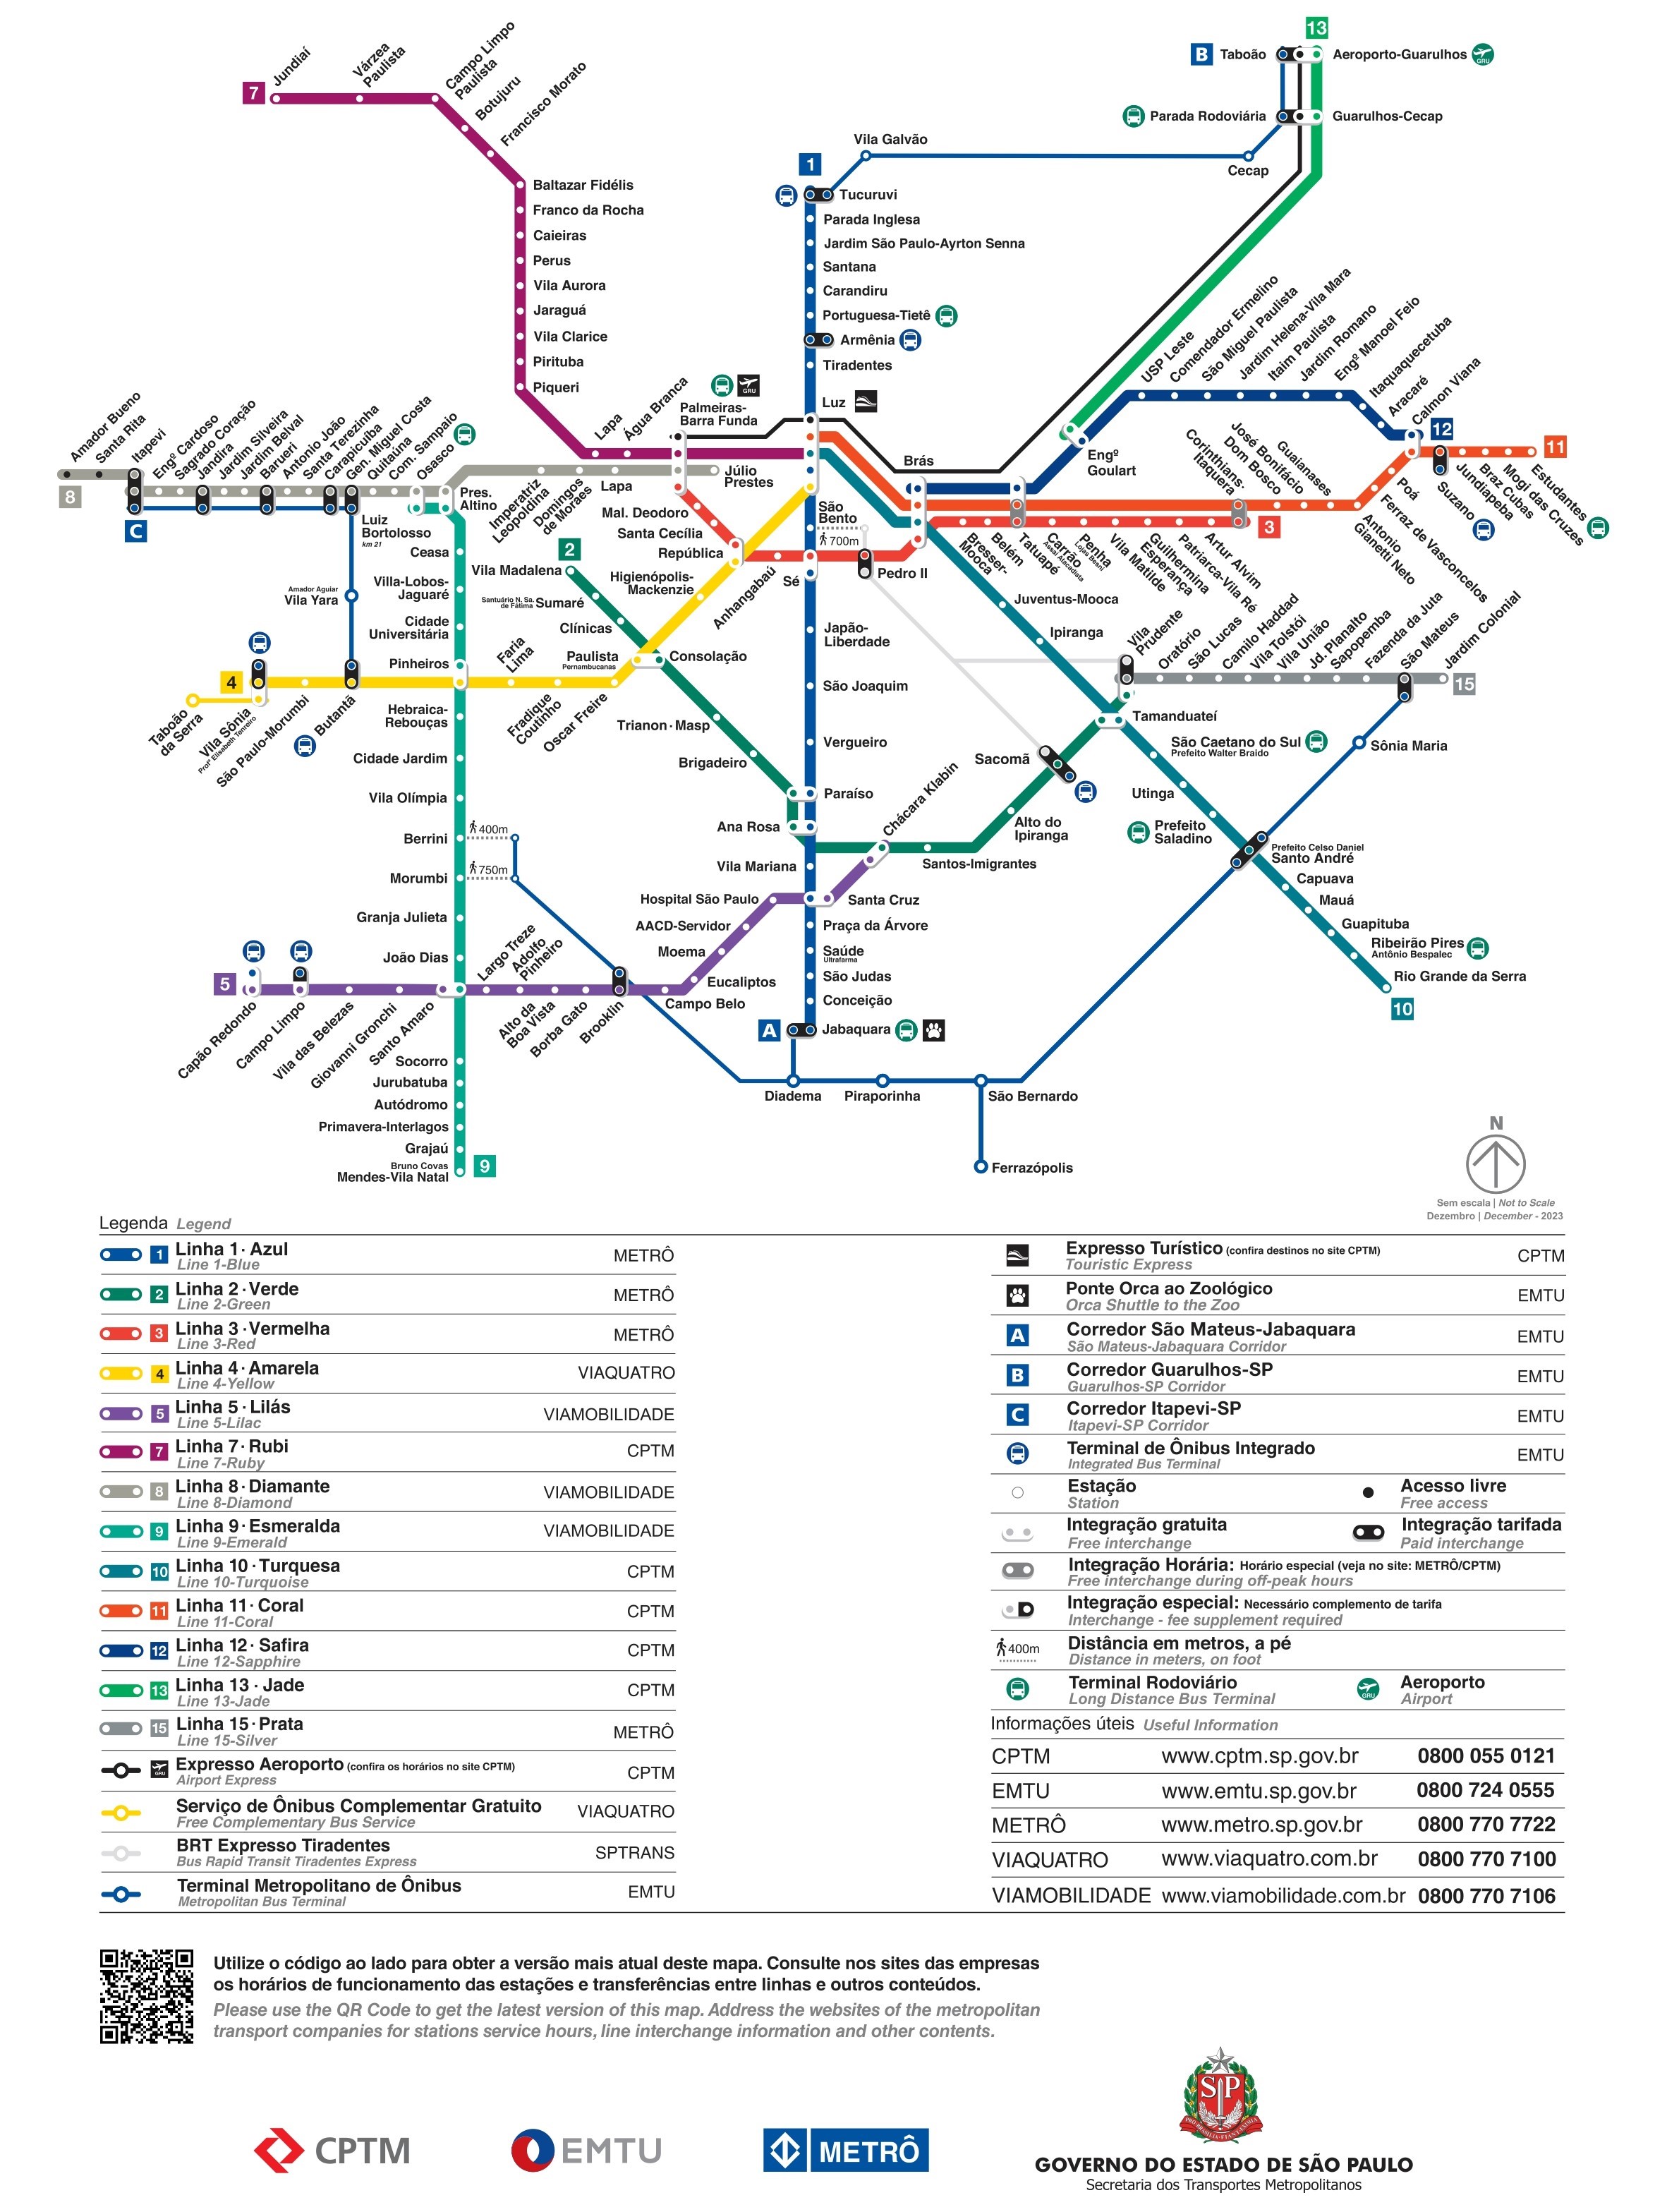 13
B
Taboão
Aeroporto-Guarulhos
GRU
Parada Rodoviária
Guarulhos-Cecap
Vila Galvão
Cecap
7
Jundiaí
Várzea
Paulista
Campo Limpo
Paulista
Botujuru
Francisco Morato
Baltazar Fidélis
Franco da Rocha
Caieiras
Perus
Vila Aurora
Jaraguá
Vila Clarice
Pirituba
Piqueri
Lapa
Água Branca
Palmeiras-
Barra Funda
GRU
1
Tucuruvi
Parada Inglesa
Jardim São Paulo-Ayrton Senna
Santana
Carandiru
Portuguesa-Tietê
Armênia
Tiradentes
Luz
USP Leste
Comendador Ermelino
São Miguel Paulista
Jardim Helena-Vila Mara
Itaim Paulista
Jardim Romano
Engº Manoel Feio
Itaquaquecetuba
Aracaré
Calmon Viana
12
11
Engº
Goulart
Brás
Amador Bueno
Santa Rita
Itapevi
Engº Cardoso
Sagrado Coração
Jandira
Jardim Silveira
Jardim Belval
Barueri
Antonio João
Santa Terezinha
Carapicuíba
Gen. Miguel Costa
Quitaúna
Com. Sampaio
Osasco
8
C
Pres.
Altino
Imperatriz
Leopoldina
Domingos
de Moraes
Lapa
Júlio
Prestes
Luiz
Bortolosso
km 21
Amador Aguiar
Vila Yara
Ceasa
Villa-Lobos-
Jaguaré
Cidade
Universitária
Pinheiros
Hebraica-
Rebouças
Cidade Jardim
Vila Olímpia
Berrini
400m
Morumbi
750m
Granja Julieta
João Dias
Socorro
Jurubatuba
Autódromo
Primavera-Interlagos
Grajaú
Bruno Covas
Mendes-Vila Natal
9
2
Vila Madalena
Santuário N. Sa.
de Fátima
Sumaré
Clínicas
Paulista
Pernambucanas
Consolação
Trianon·Masp
Brigadeiro
Paraíso
Ana Rosa
Chácara Klabin
Santos-Imigrantes
Alto do
Ipiranga
Sacomã
Tamanduateí
Vila
Prudente
Mal. Deodoro
Santa Cecília
República
Anhangabaú
Sé
Pedro II
Bresser-
Mooca
Belém
Tatuapé
Carrão
Assaí Atacadista
Penha
Lojas Besni
Vila Matilde
Guilhermina
Esperança
Patriarca-Vila Ré
Artur Alvim
Corinthians-
Itaquera
3
Dom Bosco
José Bonifácio
Guaianases
Antonio
Gianetti Neto
Ferraz de Vasconcelos
Poá
Suzano
Jundiapeba
Braz Cubas
Mogi das Cruzes
Estudantes
4
Taboão
da Serra
Vila Sônia
Profª Elisabeth Tenreiro
São Paulo-Morumbi
Butantã
Faria
Lima
Fradique
Coutinho
Oscar Freire
Higienópolis-
Mackenzie
São
Bento
700m
Japão-
Liberdade
São Joaquim
Vergueiro
Vila Mariana
Santa Cruz
Praça da Árvore
Saúde
Ultrafarma
São Judas
Conceição
A
Jabaquara
Oratório
São Lucas
Camilo Haddad
Vila Tolstói
Vila União
Jd. Planalto
Sapopemba
Fazenda da Juta
São Mateus
Jardim Colonial
15
Juventus-Mooca
Ipiranga
São Caetano do Sul
Prefeito Walter Braido
Utinga
Prefeito
Saladino
Prefeito Celso Daniel
Santo André
Capuava
Mauá
Guapituba
Ribeirão Pires
Antônio Bespalec
Rio Grande da Serra
10
Sônia Maria
5
Capão Redondo
Campo Limpo
Vila das Belezas
Giovanni Gronchi
Santo Amaro
Largo Treze
Adolfo
Pinheiro
Alto da
Boa Vista
Borba Gato
Brooklin
Campo Belo
Eucaliptos
Moema
AACD-Servidor
Hospital São Paulo
Diadema
Piraporinha
São Bernardo
Ferrazópolis
N
Sem escala | Not to Scale
Dezembro | December - 2023
Legenda Legend
1 Linha 1·Azul METRÔ
Line 1-Blue
2 Linha 2·Verde METRÔ
Line 2-Green
3 Linha 3·Vermelha METRÔ
Line 3-Red
4 Linha 4·Amarela VIAQUATRO
Line 4-Yellow
5 Linha 5·Lilás VIAMOBILIDADE
Line 5-Lilac
7 Linha 7·Rubi CPTM
Line 7-Ruby
8 Linha 8·Diamante VIAMOBILIDADE
Line 8-Diamond
9 Linha 9·Esmeralda VIAMOBILIDADE
Line 9-Emerald
10 Linha 10·Turquesa CPTM
Line 10-Turquoise
11 Linha 11·Coral CPTM
Line 11-Coral
12 Linha 12·Safira CPTM
Line 12-Sapphire
13 Linha 13·Jade CPTM
Line 13-Jade
15 Linha 15·Prata METRÔ
Line 15-Silver
GRU Expresso Aeroporto (confira os horários no site CPTM) CPTM
Airport Express
Serviço de Ônibus Complementar Gratuito VIAQUATRO
Free Complementary Bus Service
BRT Expresso Tiradentes SPTRANS
Bus Rapid Transit Tiradentes Express
Terminal Metropolitano de Ônibus EMTU
Metropolitan Bus Terminal
Expresso Turístico (confira destinos no site CPTM) CPTM
Touristic Express
Ponte Orca ao Zoológico EMTU
Orca Shuttle to the Zoo
A Corredor São Mateus-Jabaquara EMTU
São Mateus-Jabaquara Corridor
B Corredor Guarulhos-SP EMTU
Guarulhos-SP Corridor
C Corredor Itapevi-SP EMTU
Itapevi-SP Corridor
Terminal de Ônibus Integrado EMTU
Integrated Bus Terminal
Estação Acesso livre
Station Free access
Integração gratuita Integração tarifada
Free interchange Paid interchange
Integração Horária: Horário especial (veja no site: METRÔ/CPTM)
Free interchange during off-peak hours
Integração especial: Necessário complemento de tarifa
Interchange - fee supplement required
400m Distância em metros, a pé
Distance in meters, on foot
Terminal Rodoviário GRU Aeroporto
Long Distance Bus Terminal Airport
Informações úteis Useful Information
CPTM www.cptm.sp.gov.br 0800 055 0121
EMTU www.emtu.sp.gov.br 0800 724 0555
METRÔ www.metro.sp.gov.br 0800 770 7722
VIAQUATRO www.viaquatro.com.br 0800 770 7100
VIAMOBILIDADE www.viamobilidade.com.br 0800 770 7106
Utilize o código ao lado para obter a versão mais atual deste mapa. Consulte nos sites das empresas
os horários de funcionamento das estações e transferências entre linhas e outros conteúdos.
Please use the QR Code to get the latest version of this map. Address the websites of the metropolitan
transport companies for stations service hours, line interchange information and other contents.
CPTM
EMTU
METRÔ
SP
GOVERNO DO ESTADO DE SÃO PAULO
Secretaria dos Transportes Metropolitanos